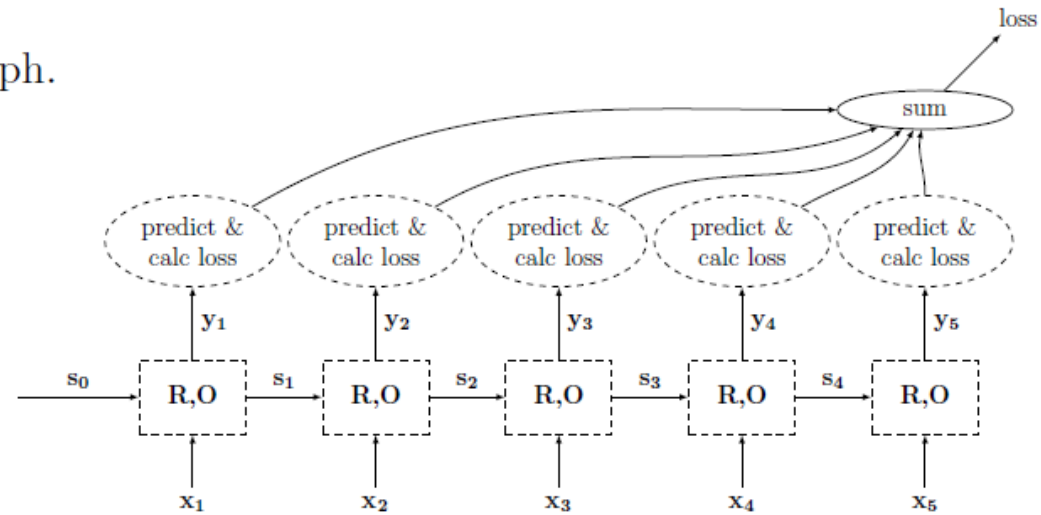 loss
ph.
sum
predict & predict & predict & predict & predict &
calc loss calc loss calc loss calc loss calc loss
y₁ y₂ y₃ y₄ y₅
s₀ s₁ s₂ s₃ s₄
R,O R,O R,O R,O R,O
x₁ x₂ x₃ x₄ x₅